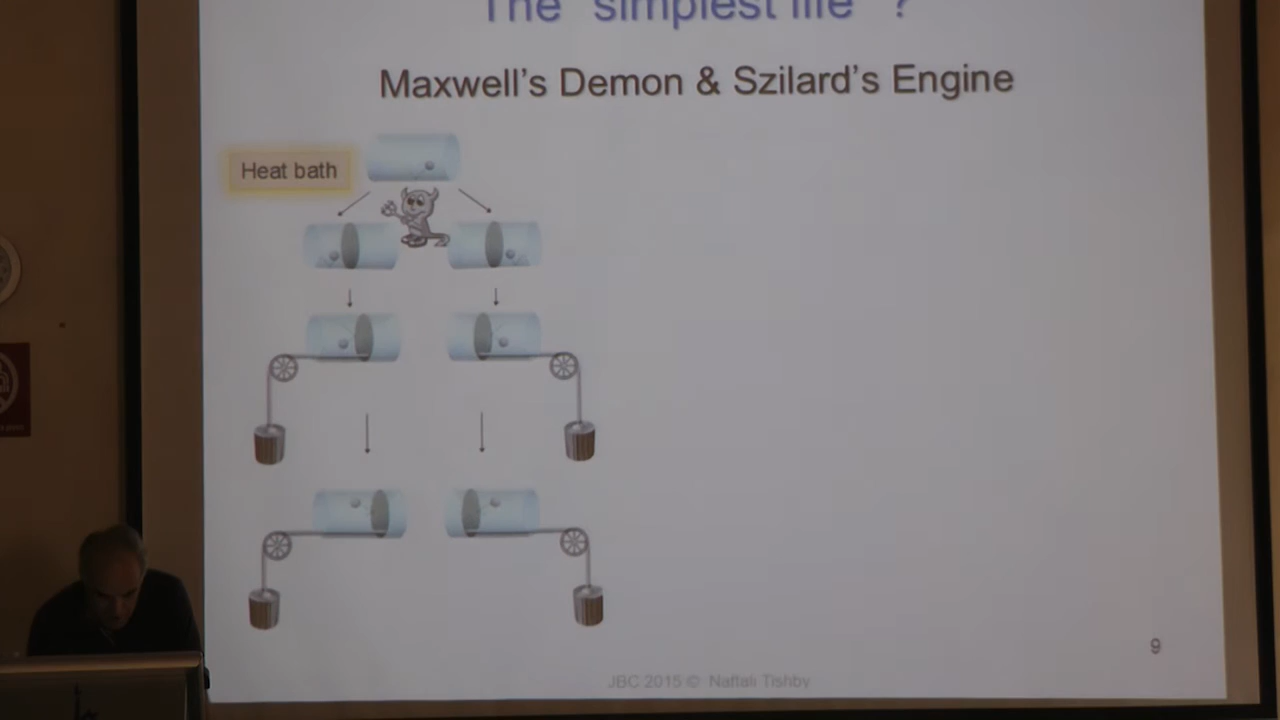 The "simplest life" ?
Maxwell's Demon & Szilard's Engine
Heat bath
9
JBC 2015 © Naftali Tishby